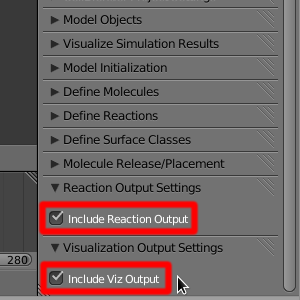 Model Objects
Visualize Simulation Results
Model Initialization
Define Molecules
Define Reactions
Define Surface Classes
Molecule Release/Placement
Reaction Output Settings
Include Reaction Output
Visualization Output Settings
280
Include Viz Output